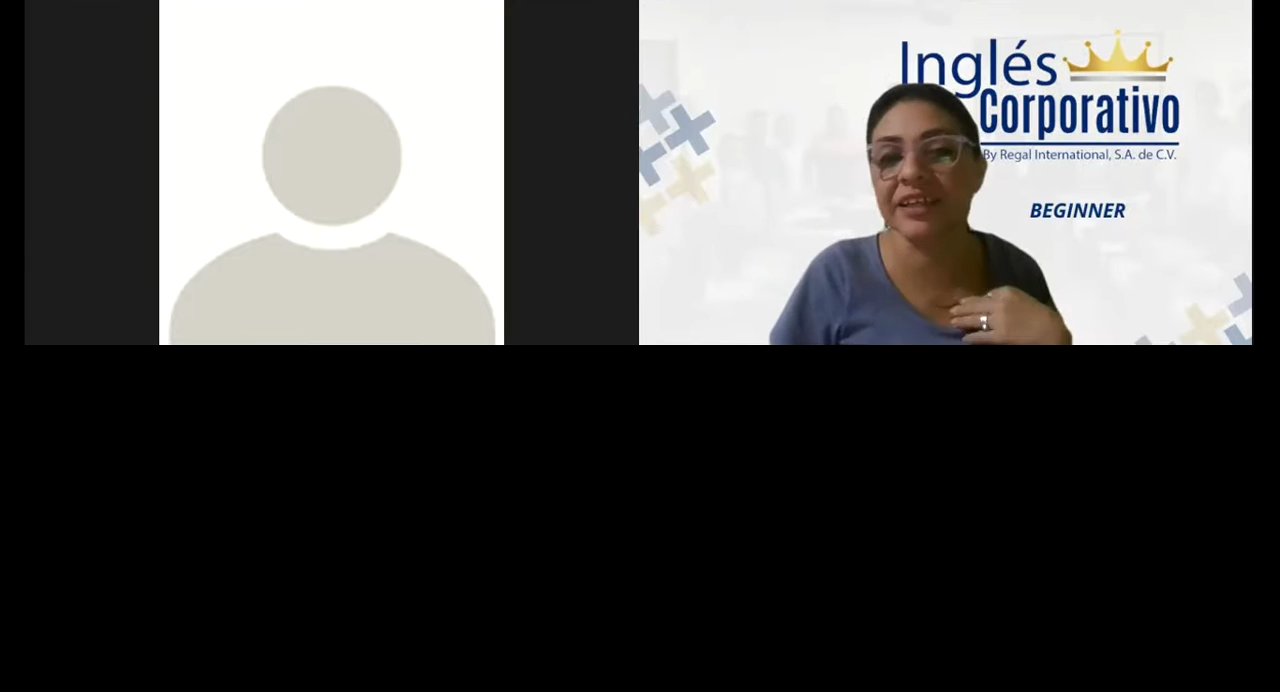 Inglés
Corporativo
By Regal International, S.A. de C.V.
BEGINNER